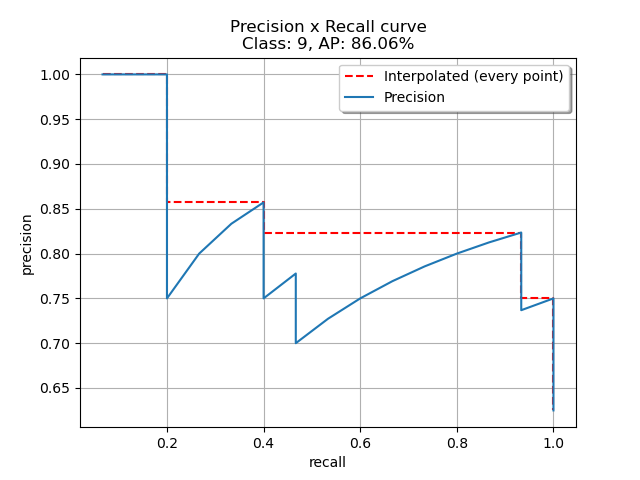 Precision x Recall curve
Class: 9, AP: 86.06%
Interpolated (every point)
Precision
precision
1.00
0.95
0.90
0.85
0.80
0.75
0.70
0.65
0.2
0.4
0.6
0.8
1.0
recall